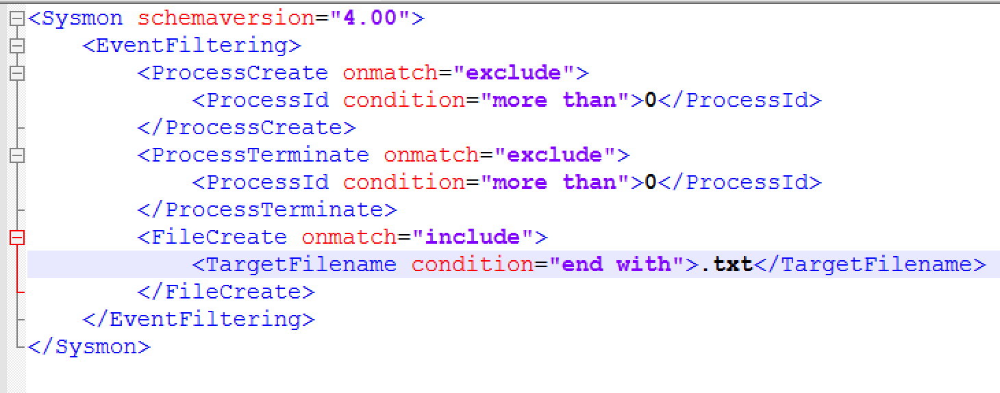 <Sysmon schemaversion="4.00">
    <EventFiltering>
        <ProcessCreate onmatch="exclude">
            <ProcessId condition="more than">0</ProcessId>
        </ProcessCreate>
        <ProcessTerminate onmatch="exclude">
            <ProcessId condition="more than">0</ProcessId>
        </ProcessTerminate>
        <FileCreate onmatch="include">
            <TargetFilename condition="end with">.txt</TargetFilename>
        </FileCreate>
    </EventFiltering>
</Sysmon>